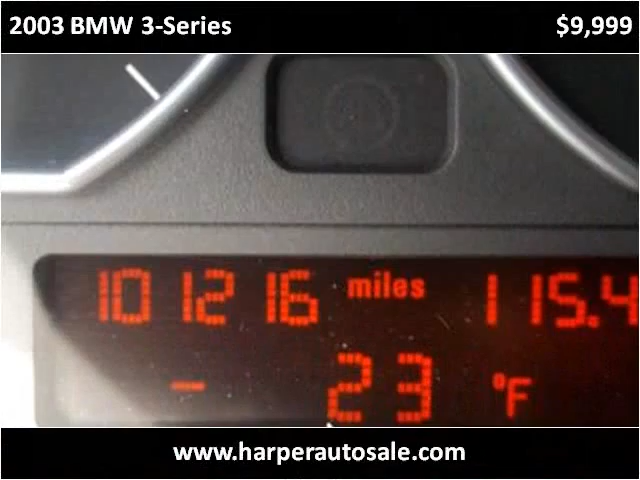 2003 BMW 3-Series $9,999
101216 miles 115.4
- 23 °F
www.harperautosale.com